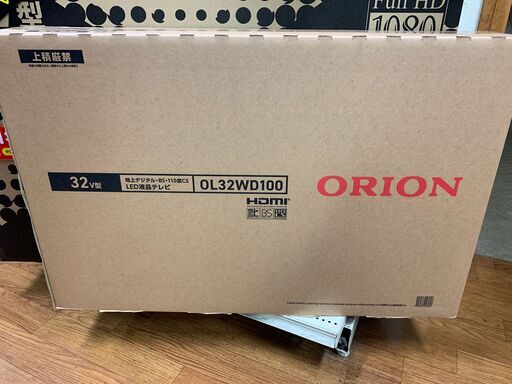 型
Full HD
1080
上積厳禁
32V型
地上デジタル・BS・110度CS
LED液晶テレビ
OL32WD100
HDMI
BS
ORION